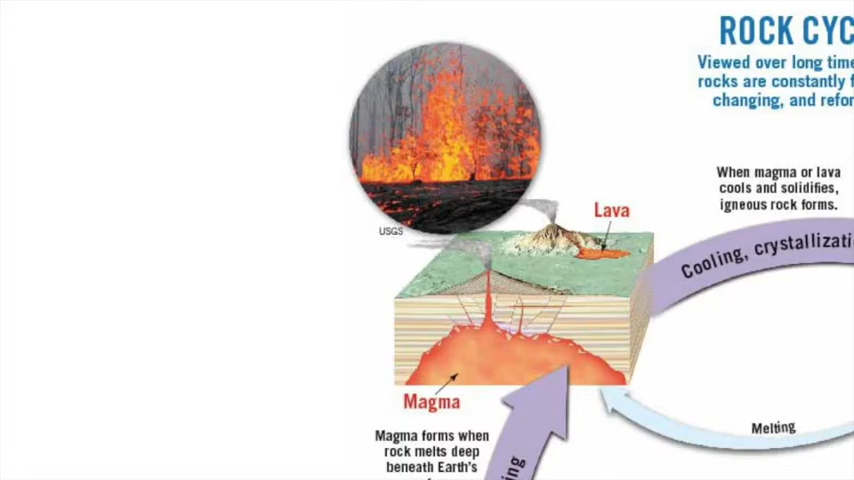 ROCK CYC
Viewed over long time
rocks are constantly f
changing, and refor
When magma or lava
cools and solidifies,
igneous rock forms.
Lava
USGS
Cooling, crystallizati
Magma
Melting
Magma forms when
rock melts deep
beneath Earth's
ing